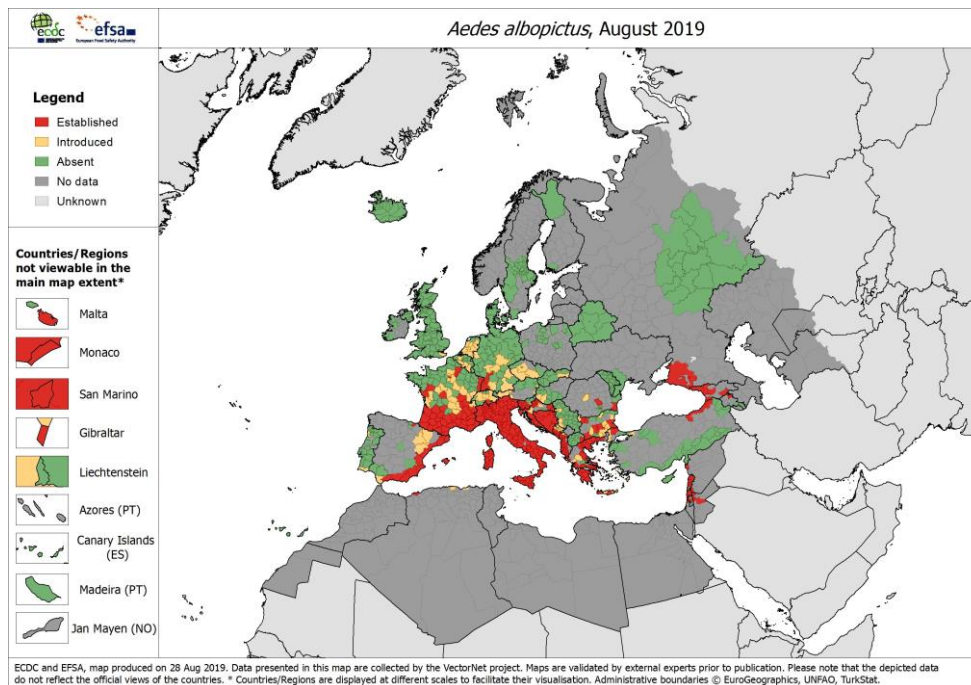 ecdc
efsa
European Food Safety Authority
Aedes albopictus, August 2019
Legend
Established
Introduced
Absent
No data
Unknown
Countries/Regions
not viewable in the
main map extent*
Malta
Monaco
San Marino
Gibraltar
Liechtenstein
Azores (PT)
Canary Islands
(ES)
Madeira (PT)
Jan Mayen (NO)
ECDC and EFSA, map produced on 28 Aug 2019. Data presented in this map are collected by the VectorNet project. Maps are validated by external experts prior to publication. Please note that the depicted data
do not reflect the official views of the countries. * Countries/Regions are displayed at different scales to facilitate their visualisation. Administrative boundaries © EuroGeographics, UNFAO, TurkStat.